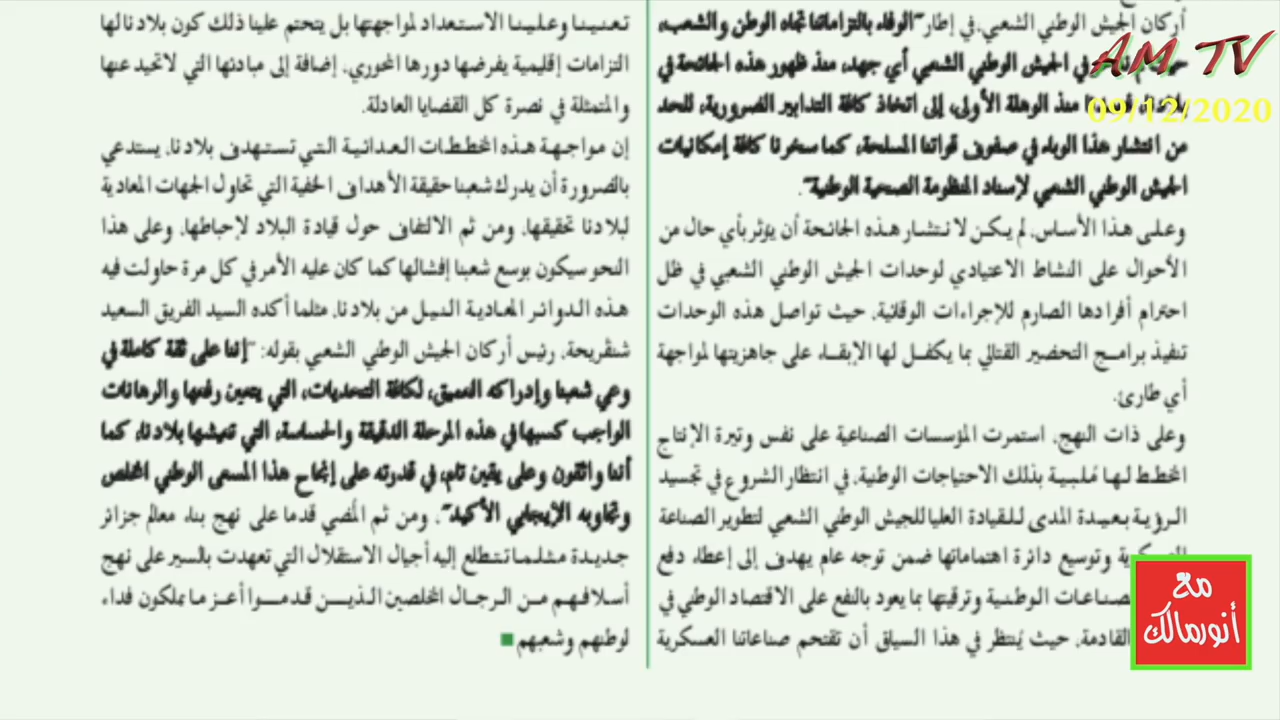 أركان الجيش الوطني الشعبي، في إطار "الوفاء بالتزاماتنا تجاه الوطن والشعب،
في الجيش الوطني الشعبي أي جهد، منذ ظهور هذه الجائحة في
منذ الوهلة الأولى، إلى اتخاذ كافة التدابير الضرورية، للحد
من انتشار هذا الوباء في صفوف قواتنا المسلحة، كما سخرنا كافة إمكانيات
الجيش الوطني الشعبي لإسناد المنظومة الصحية الوطنية".
وعلى هذا الأساس، لم يكن لانتشار هذه الجائحة أن يؤثر بأي حال من
الأحوال على النشاط الاعتيادي لوحدات الجيش الوطني الشعبي في ظل
احترام أفرادها الصارم للإجراءات الوقائية، حيث تواصل هذه الوحدات
تنفيذ برامج التحضير القتالي بما يكفل لها الإبقاء على جاهزيتها لمواجهة
أي طارئ.
وعلى ذات النهج، استمرت المؤسسات الصناعية على نفس وتيرة الإنتاج
المخطط لها مُلبية بذلك الاحتياجات الوطنية، في انتظار الشروع في تجسيد
الرؤية بعيدة المدى للقيادة العليا للجيش الوطني الشعبي لتطوير الصناعة
وتوسيع دائرة اهتماماتها ضمن توجه عام يهدف إلى إعطاء دفع
الوطنية وترقيتها بما يعود بالنفع على الاقتصاد الوطني في
القادمة، حيث يُنتظر في هذا السياق أن تقتحم صناعاتنا العسكرية
تعنينا وعلينا الاستعداد لمواجهتها بل يتحتم علينا ذلك كون بلادنا لها
التزامات إقليمية يفرضها دورها المحوري، إضافة إلى مبادئها التي لا تحيد عنها
والمتمثلة في نصرة كل القضايا العادلة.
إن مواجهة هذه المخططات العدائية التي تستهدف بلادنا، يستدعي
بالضرورة أن يدرك شعبنا حقيقة الأهداف الخفية التي تحاول الجهات المعادية
لبلادنا تحقيقها، ومن ثم الالتفاف حول قيادة البلاد لإحباطها، وعلى هذا
النحو سيكون بوسع شعبنا إفشالها كما كان عليه الأمر في كل مرة حاولت فيه
هذه الدوائر المعادية النيل من بلادنا، مثلما أكده السيد الفريق السعيد
شنڤريحة، رئيس أركان الجيش الوطني الشعبي بقوله: "إننا على ثقة كاملة في
وعي شعبنا وإدراكه العميق، لكافة التحديات، التي يتعين رفعها والرهانات
الواجب كسبها في هذه المرحلة الدقيقة والحساسة، التي تعيشها بلادنا، كما
أننا واثقون وعلى يقين تام، في قدرته على إنجاح هذا المسعى الوطني المخلص
وتجاوبه الإيجابي الأكيد"، ومن ثم المُضي قدما على نهج بناء معالم جزائر
جديدة مثلما تتطلع إليه أجيال الاستقلال التي تعهدت بالسير على نهج
أسلافهم من الرجال المخلصين الذين قدموا أعز ما يملكون فداء
لوطنهم وشعبهم
AM TV
09/12/2020
مع
أنورمالك